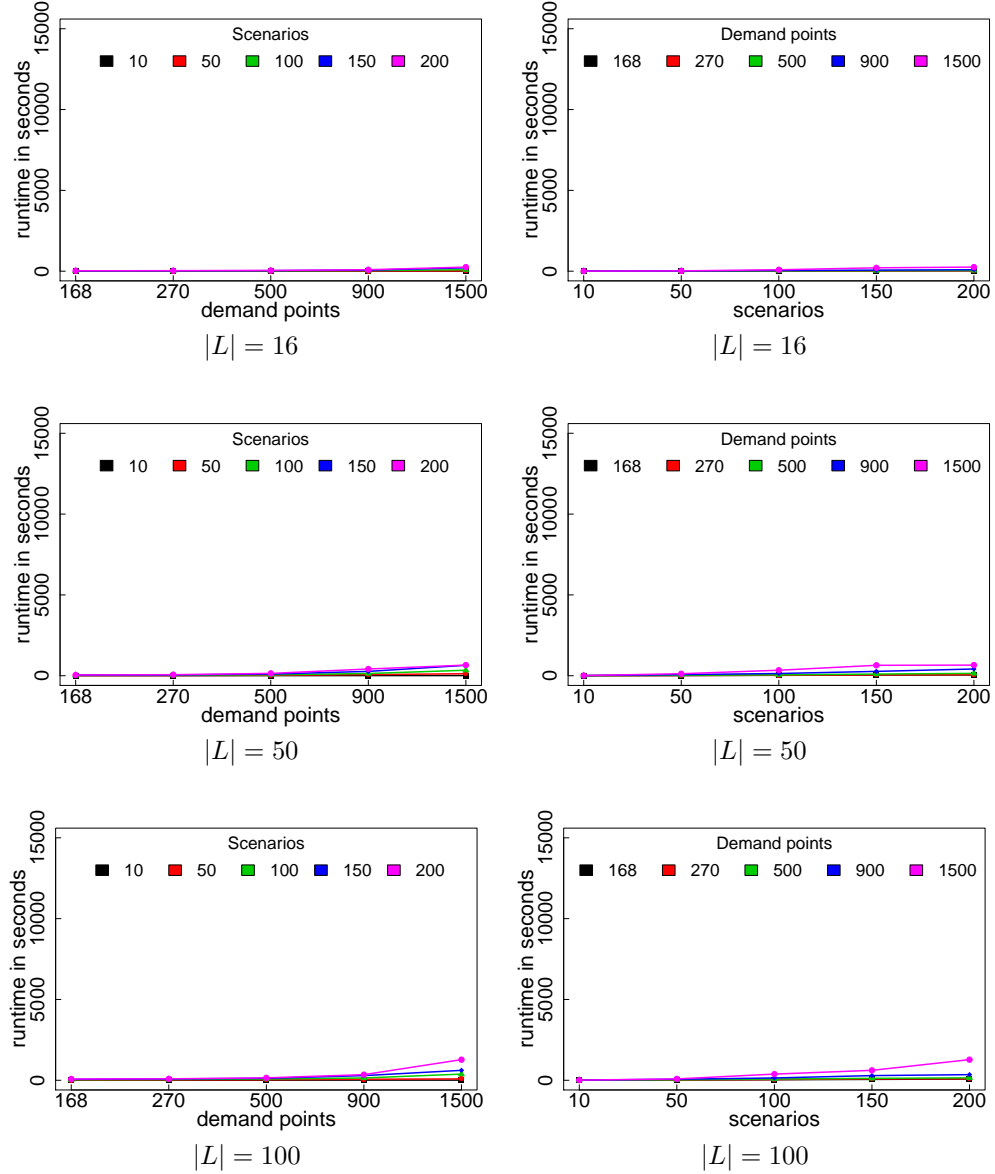 Scenarios
10 50 100 150 200
runtime in seconds
0 5000 10000 15000
168 270 500 900 1500
demand points
|L| = 16
Demand points
168 270 500 900 1500
runtime in seconds
0 5000 10000 15000
10 50 100 150 200
scenarios
|L| = 16
Scenarios
10 50 100 150 200
runtime in seconds
0 5000 10000 15000
168 270 500 900 1500
demand points
|L| = 50
Demand points
168 270 500 900 1500
runtime in seconds
0 5000 10000 15000
10 50 100 150 200
scenarios
|L| = 50
Scenarios
10 50 100 150 200
runtime in seconds
0 5000 10000 15000
168 270 500 900 1500
demand points
|L| = 100
Demand points
168 270 500 900 1500
runtime in seconds
0 5000 10000 15000
10 50 100 150 200
scenarios
|L| = 100